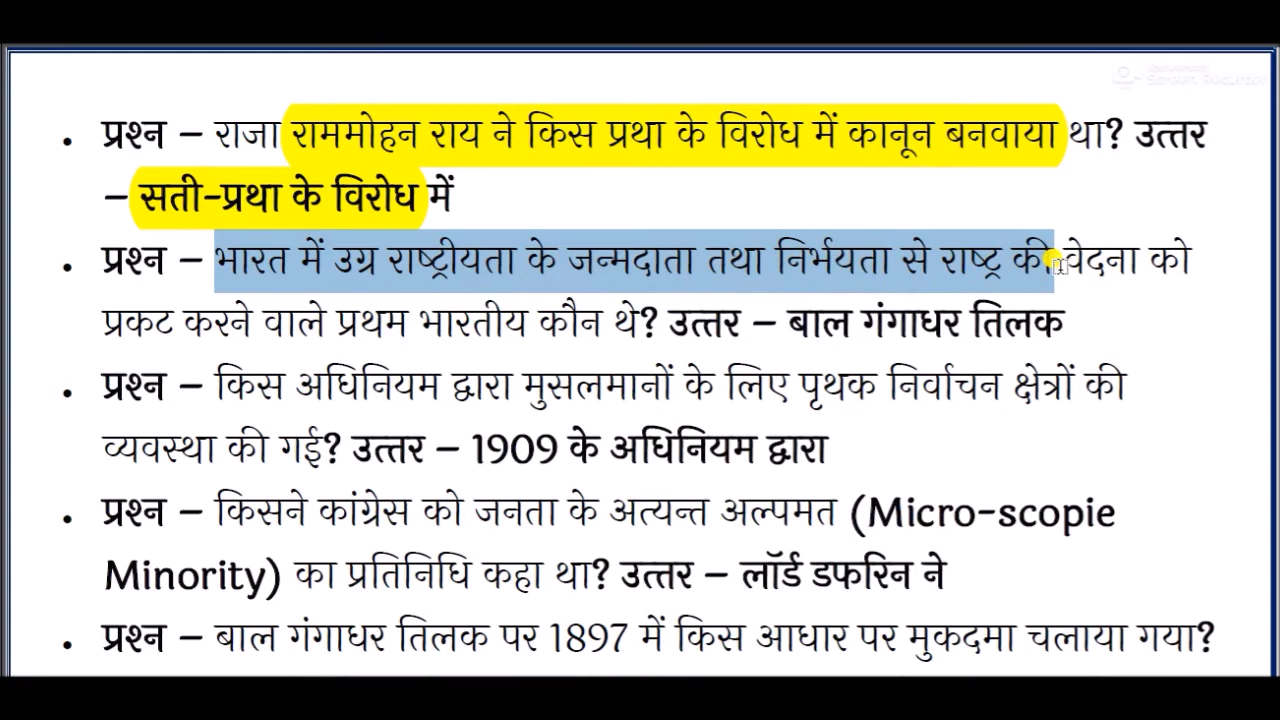 • प्रश्न – राजा राममोहन राय ने किस प्रथा के विरोध में कानून बनवाया था? उत्तर
– सती-प्रथा के विरोध में
• प्रश्न – भारत में उग्र राष्ट्रीयता के जन्मदाता तथा निर्भयता से राष्ट्र की वेदना को
प्रकट करने वाले प्रथम भारतीय कौन थे? उत्तर – बाल गंगाधर तिलक
• प्रश्न – किस अधिनियम द्वारा मुसलमानों के लिए पृथक निर्वाचन क्षेत्रों की
व्यवस्था की गई? उत्तर – 1909 के अधिनियम द्वारा
• प्रश्न – किसने कांग्रेस को जनता के अत्यन्त अल्पमत (Micro-scopie
Minority) का प्रतिनिधि कहा था? उत्तर – लॉर्ड डफरिन ने
• प्रश्न – बाल गंगाधर तिलक पर 1897 में किस आधार पर मुकदमा चलाया गया?